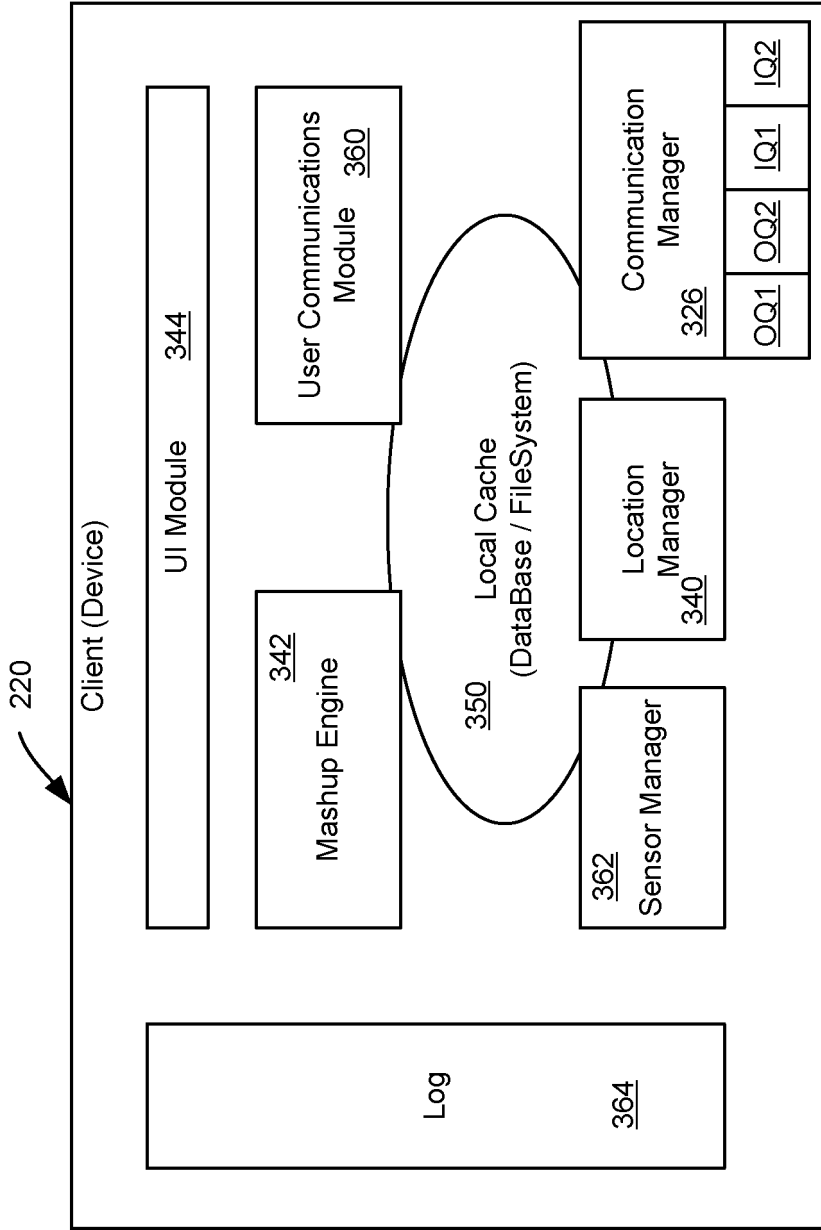 220
Client (Device)
UI Module
344
Log
364
Mashup Engine
342
User Communications
Module
360
350
Local Cache
(DataBase / FileSystem)
362
Sensor Manager
Location
Manager
340
Communication
Manager
326
OQ1
OQ2
IQ1
IQ2